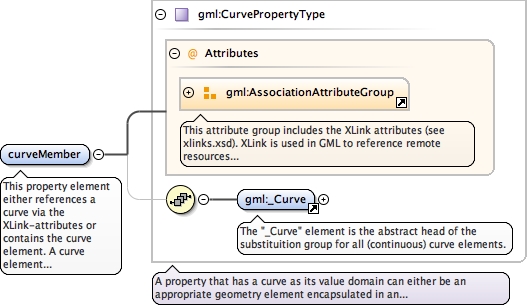 gml:CurvePropertyType
@ Attributes
gml:AssociationAttributeGroup
This attribute group includes the XLink attributes (see
xlinks.xsd). XLink is used in GML to reference remote
resources...
curveMember
This property element
either references a
curve via the
XLink-attributes or
contains the curve
element. A curve
element...
gml:_Curve
The "_Curve" element is the abstract head of the
substituition group for all (continuous) curve elements.
A property that has a curve as its value domain can either be an
appropriate geometry element encapsulated in an...